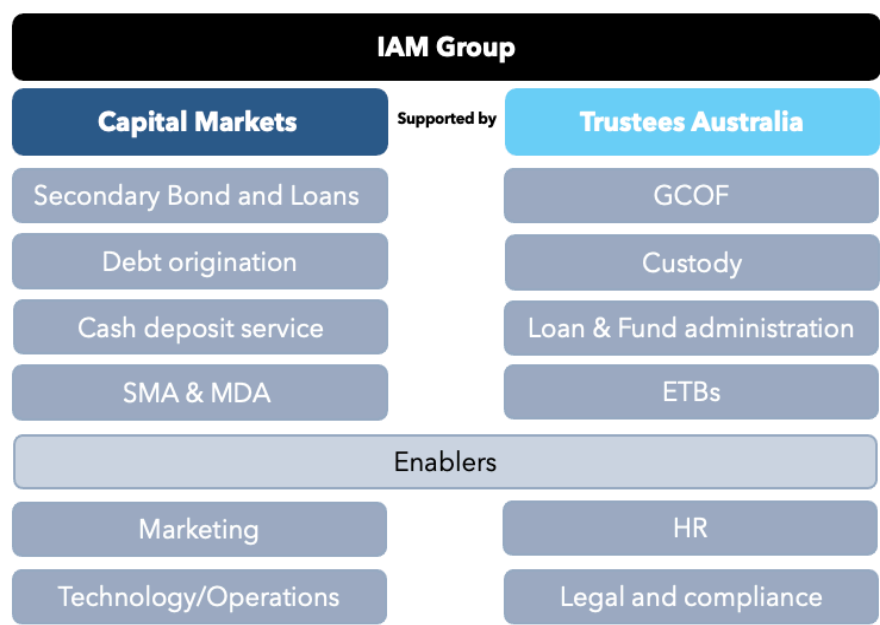 IAM Group
Capital Markets
Supported by
Trustees Australia
Secondary Bond and Loans
GCOF
Debt origination
Custody
Cash deposit service
Loan & Fund administration
SMA & MDA
ETBs
Enablers
Marketing
HR
Technology/Operations
Legal and compliance